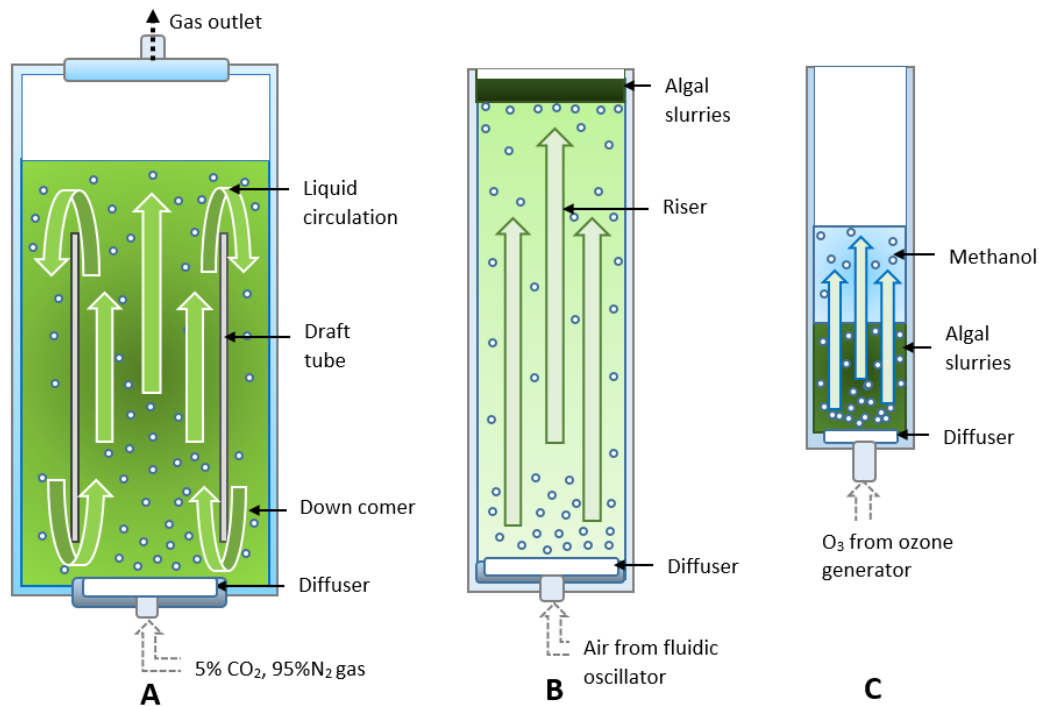 Gas outlet
Liquid
circulation
Draft
tube
Down comer
Diffuser
5% CO₂, 95%N₂ gas
A
Algal
slurries
Riser
Diffuser
Air from fluidic
oscillator
B
Methanol
Algal
slurries
Diffuser
O₃ from ozone
generator
C